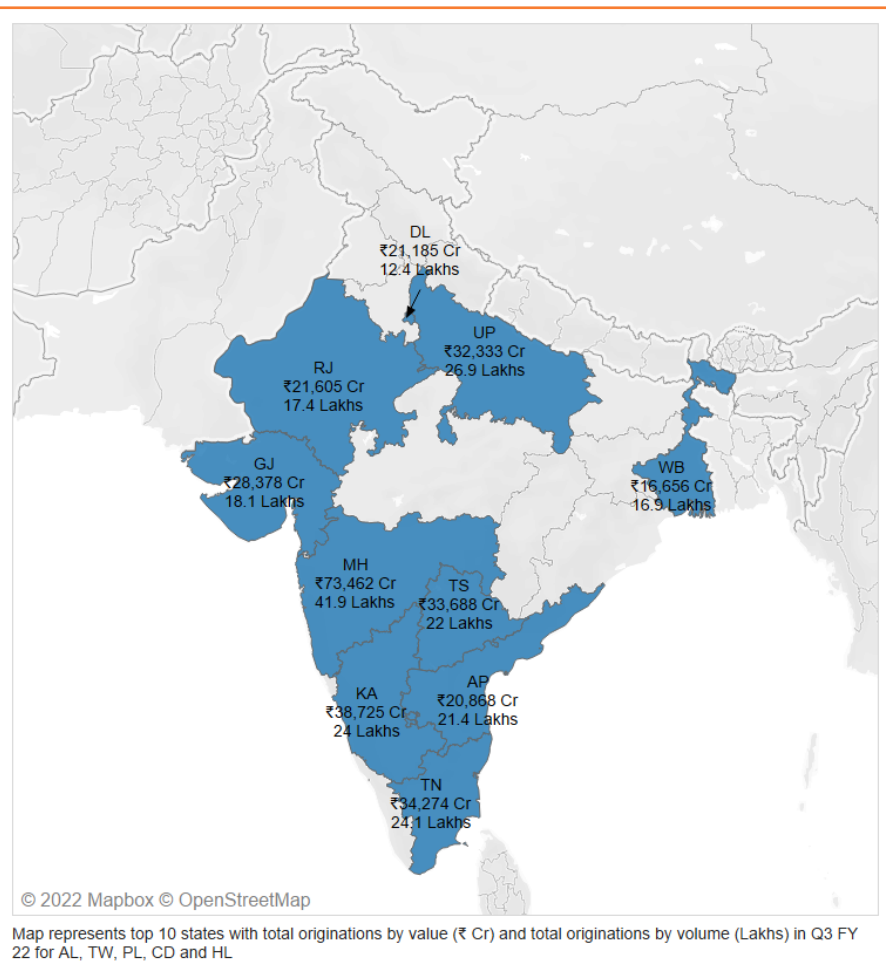 DL
₹21,185 Cr
12.4 Lakhs
UP
₹32,333 Cr
26.9 Lakhs
RJ
₹21,605 Cr
17.4 Lakhs
GJ
₹28,378 Cr
18.1 Lakhs
WB
₹16,656 Cr
16.9 Lakhs
MH
₹73,462 Cr
41.9 Lakhs
TS
₹33,688 Cr
22 Lakhs
KA
₹38,725 Cr
24 Lakhs
AP
₹20,868 Cr
21.4 Lakhs
TN
₹34,274 Cr
24.1 Lakhs
© 2022 Mapbox © OpenStreetMap
Map represents top 10 states with total originations by value (₹ Cr) and total originations by volume (Lakhs) in Q3 FY
22 for AL, TW, PL, CD and HL